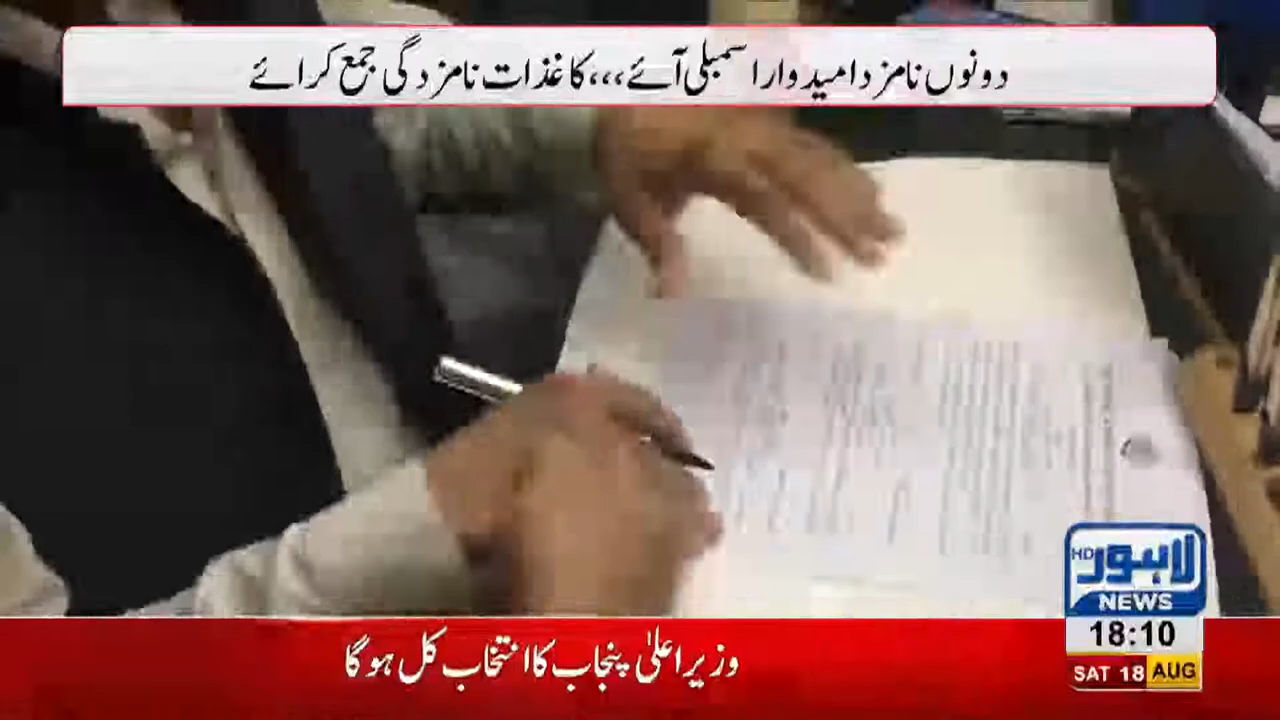 دونوں نامزد امیدوار اسمبلی آئے،،،کاغذات نامزدگی جمع کرائے
HD لاہور
NEWS
18:10
SAT 18 AUG
وزیراعلیٰ پنجاب کا انتخاب کل ہوگا